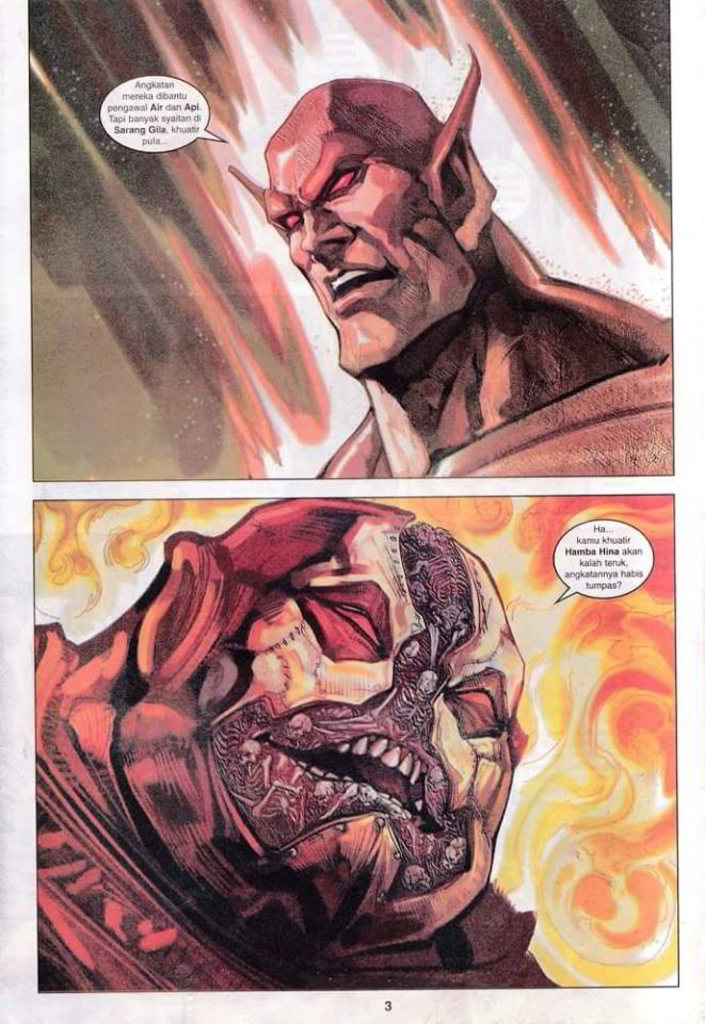 Angkatan
mereka dibantu
pengawal Air dan Api.
Tapi banyak syaitan di
Sarang Gila, khuatir
pula...
Ha...
kamu khuatir
Hamba Hina akan
kalah teruk,
angkatannya habis
tumpas?
3